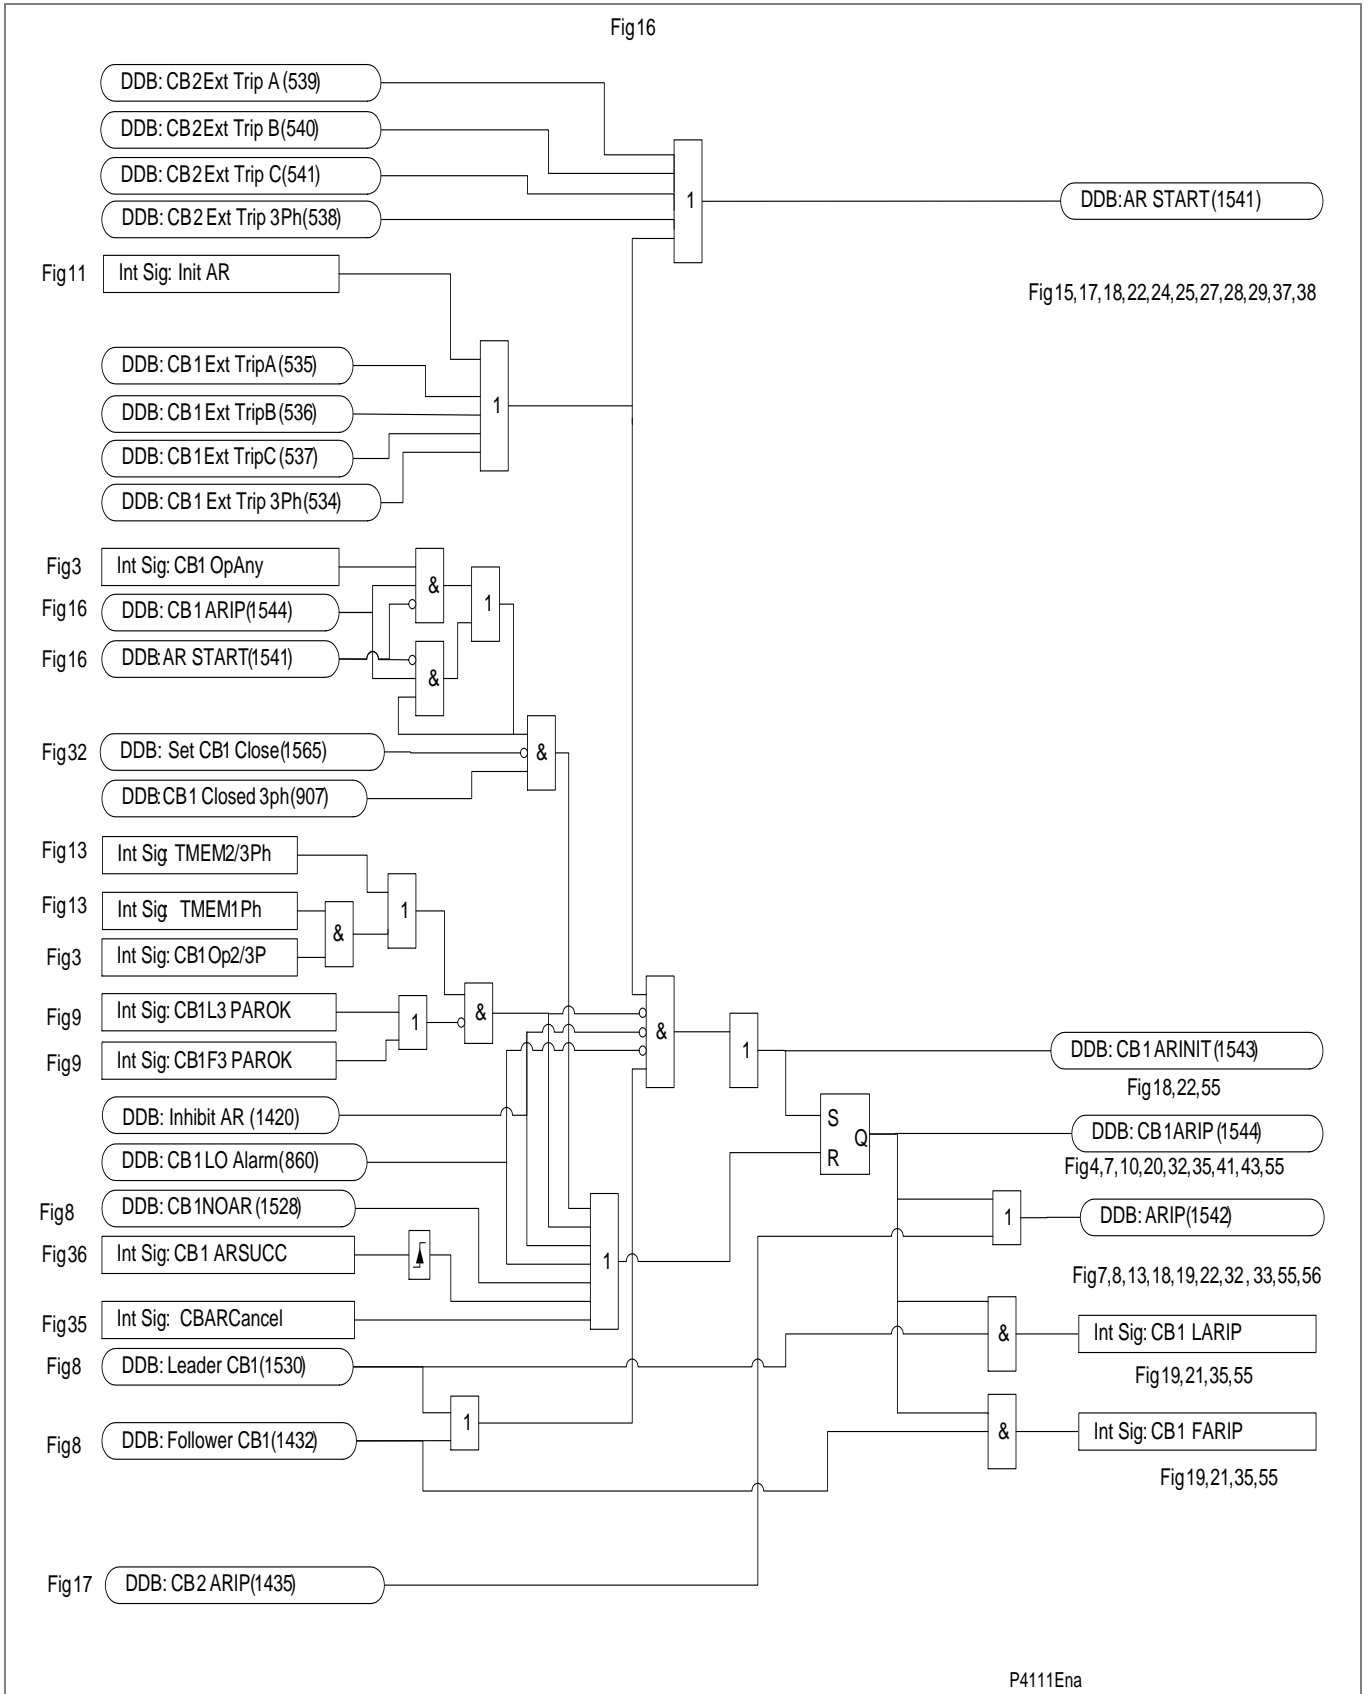 Fig16
DDB: CB2 Ext Trip A (539)
DDB: CB2 Ext Trip B(540)
DDB: CB2 Ext Trip C(541)
DDB: CB2 Ext Trip 3Ph(538)
1
DDB:AR START(1541)
Fig11
Int Sig: Init AR
Fig15,17,18,22,24,25,27,28,29,37,38
DDB: CB1 Ext TripA(535)
DDB: CB1 Ext TripB(536)
DDB: CB1 Ext TripC(537)
DDB: CB1 Ext Trip 3Ph(534)
1
Fig3
Int Sig: CB1 OpAny
&
1
Fig16
DDB: CB1 ARIP(1544)
Fig16
DDB:AR START(1541)
&
Fig32
DDB: Set CB1 Close(1565)
&
DDB:CB1 Closed 3ph(907)
Fig13
Int Sig: TMEM2/3Ph
1
Fig13
Int Sig: TMEM1Ph
&
Fig3
Int Sig: CB1Op2/3P
Fig9
Int Sig: CB1L3 PAROK
1
&
&
1
Fig9
Int Sig: CB1F3 PAROK
DDB: CB1 ARINIT(1543)
Fig18,22,55
DDB: Inhibit AR (1420)
S
Q
R
DDB: CB1ARIP(1544)
Fig4,7,10,20,32,35,41,43,55
DDB: CB1LO Alarm(860)
Fig8
DDB: CB1NOAR(1528)
1
DDB: ARIP(1542)
Fig36
Int Sig: CB1 ARSUCC
1
Fig7,8,13,18,19,22,32,33,55,56
Fig35
Int Sig: CBARCancel
&
Int Sig: CB1 LARIP
Fig8
DDB: Leader CB1(1530)
Fig19,21,35,55
1
Fig8
DDB: Follower CB1(1432)
&
Int Sig: CB1 FARIP
Fig19,21,35,55
Fig17
DDB: CB2 ARIP(1435)
P4111Ena